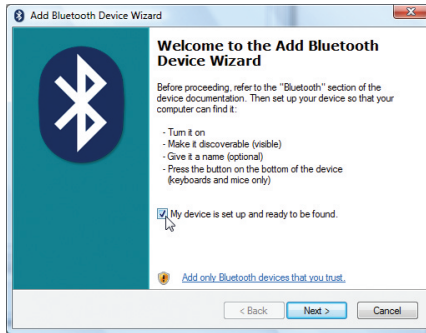 Add Bluetooth Device Wizard
Welcome to the Add Bluetooth
Device Wizard
Before proceeding, refer to the "Bluetooth" section of the
device documentation. Then set up your device so that your
computer can find it:
- Turn it on
- Make it discoverable (visible)
- Give it a name (optional)
- Press the button on the bottom of the device
(keyboards and mice only)
My device is set up and ready to be found.
Add only Bluetooth devices that you trust.
< Back
Next >
Cancel